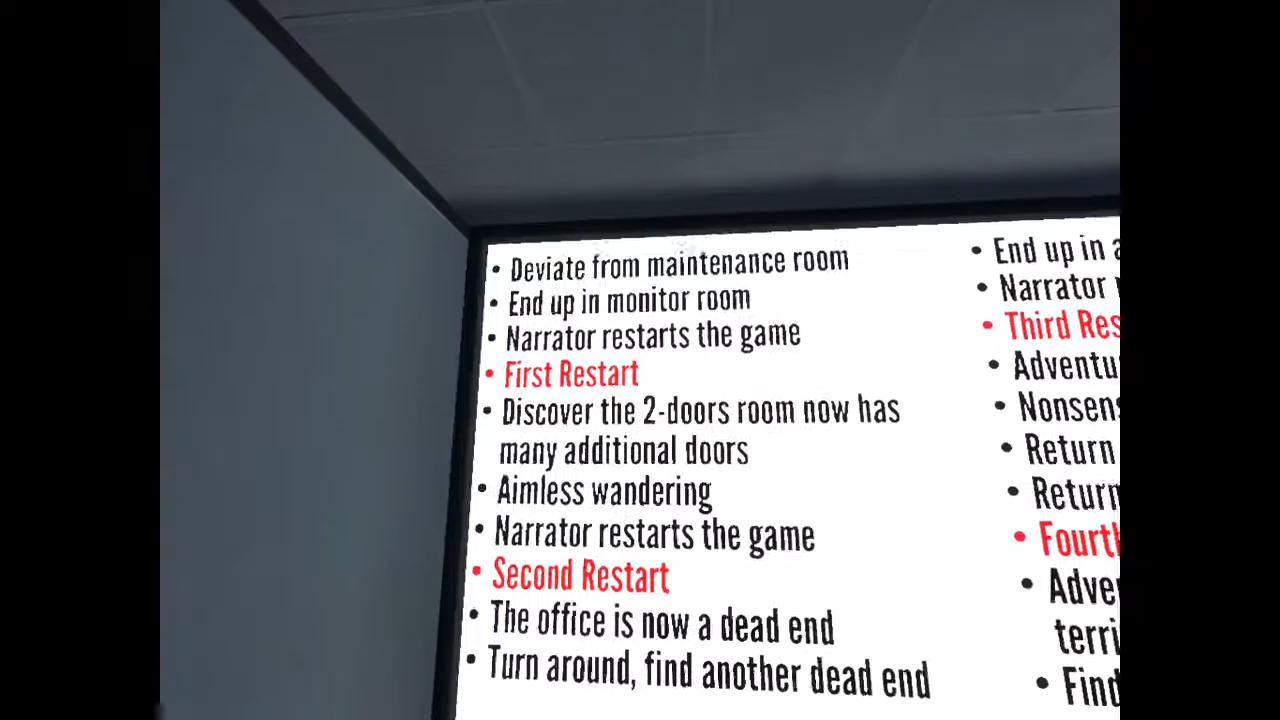 • Deviate from maintenance room
• End up in monitor room
• Narrator restarts the game
• First Restart
• Discover the 2-doors room now has
many additional doors
• Aimless wandering
• Narrator restarts the game
• Second Restart
• The office is now a dead end
• Turn around, find another dead end
• End up in
• Narrator
• Third
•
• 
• Return
• Return
•
•
• Find